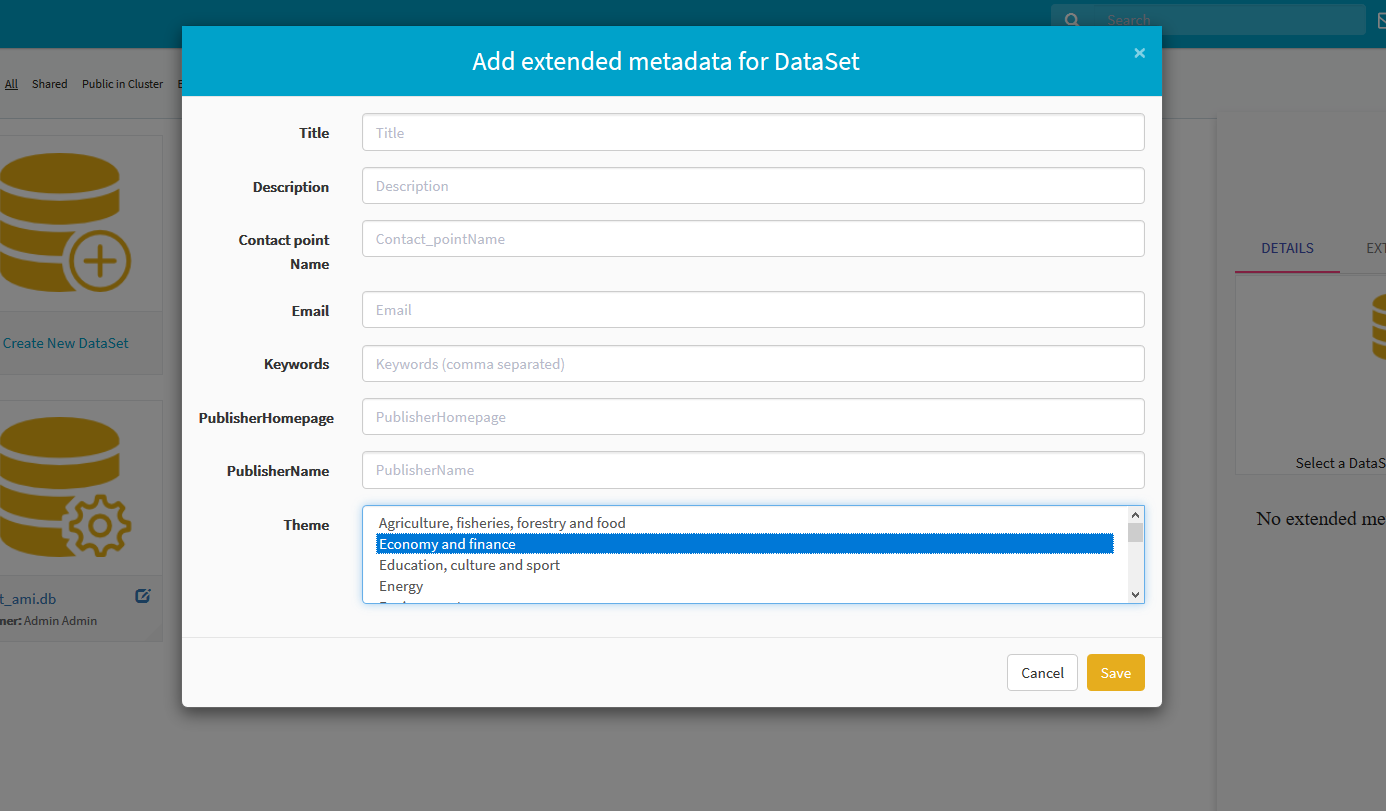 Search
Add extended metadata for DataSet
×
All Shared Public in Cluster
Title Title
Description Description
Contact point Name Contact_pointName
Email Email
Keywords Keywords (comma separated)
PublisherHomepage PublisherHomepage
PublisherName PublisherName
Theme Agriculture, fisheries, forestry and food
Economy and finance
Education, culture and sport
Energy
Cancel Save
Create New DataSet
t_ami.db
ner: Admin Admin
DETAILS EXT
Select a DataS
No extended me